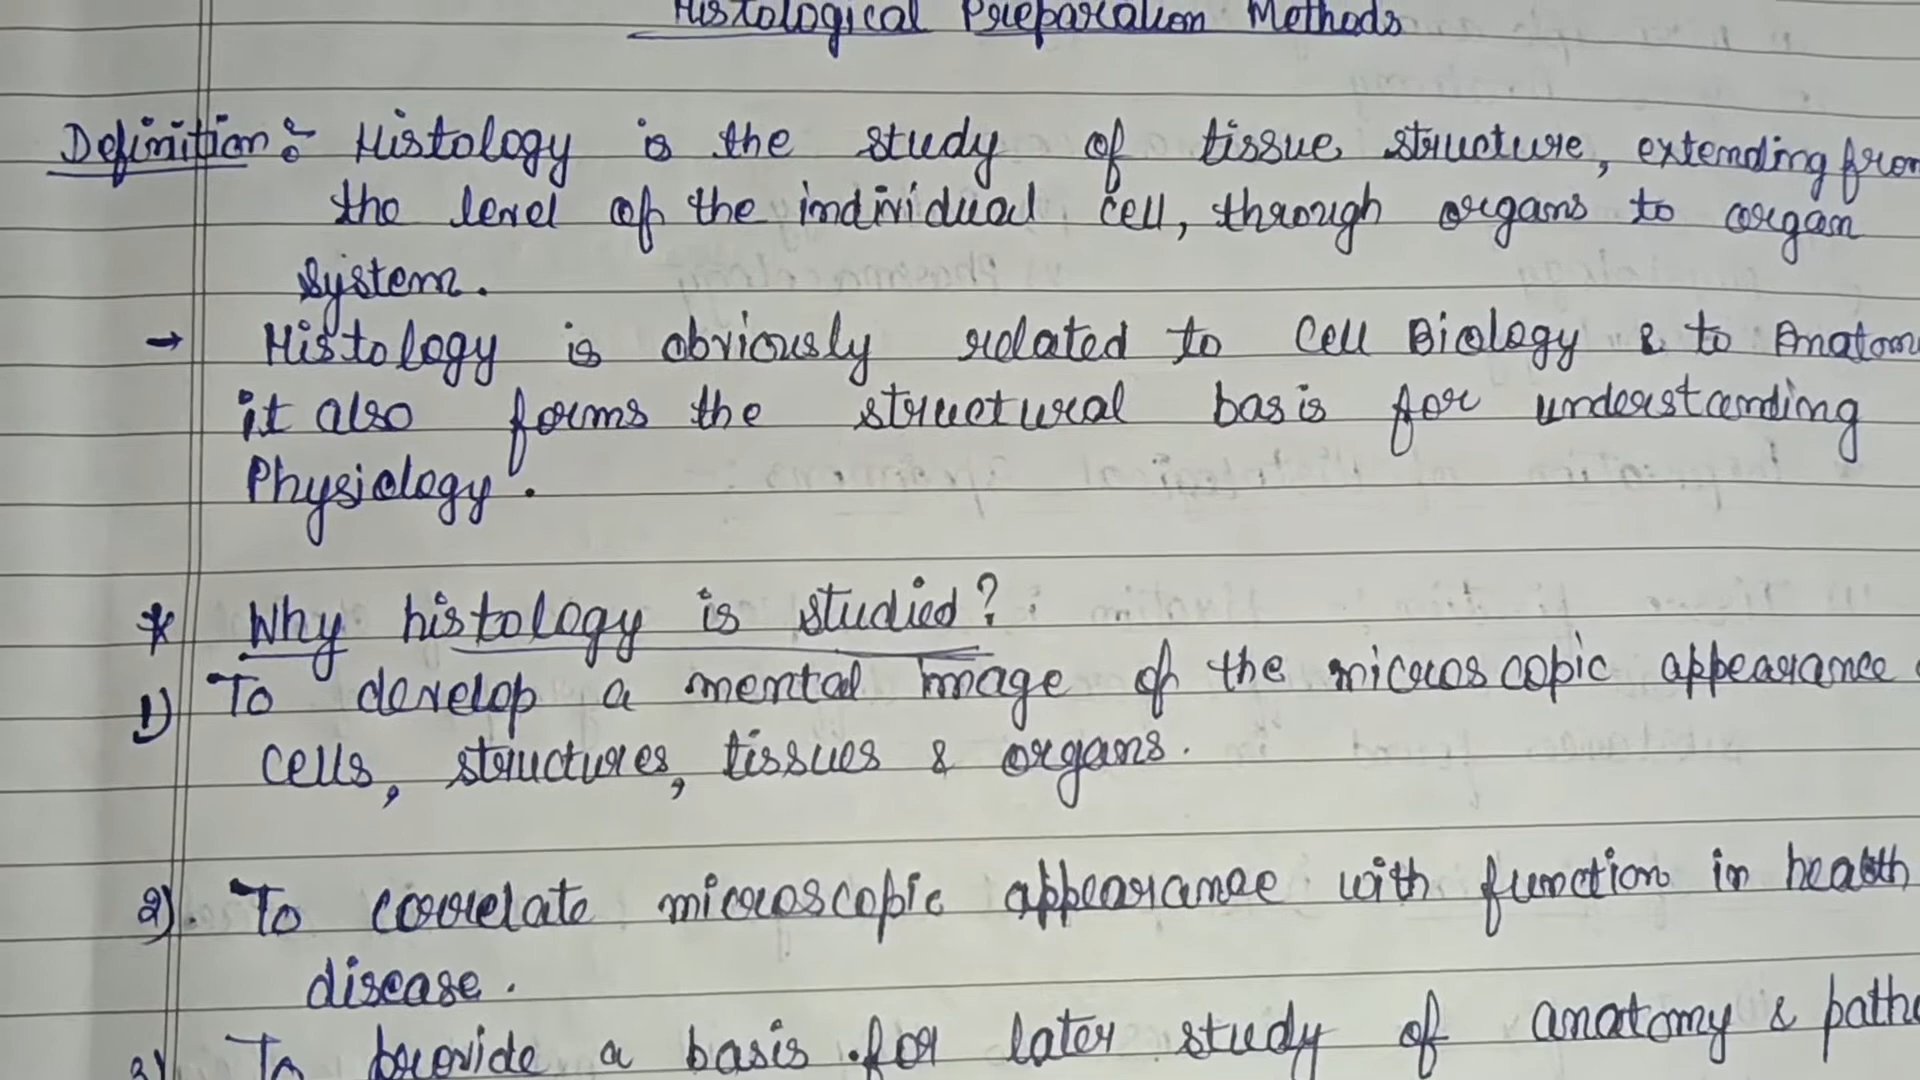 Histological Preparation Methods
Definition :- Histology is the study of tissue structure, extending from
the level of the individual cell, through organs to organ
system.
→ Histology is obviously related to Cell Biology & to Anatom
it also forms the structural basis for understanding
Physiology.
* Why histology is studied?
1) To develop a mental image of the microscopic appearance
cells, structures, tissues & organs.
2). To correlate microscopic appearance with function in health
disease.
3) To provide a basis for later study of anatomy & patho